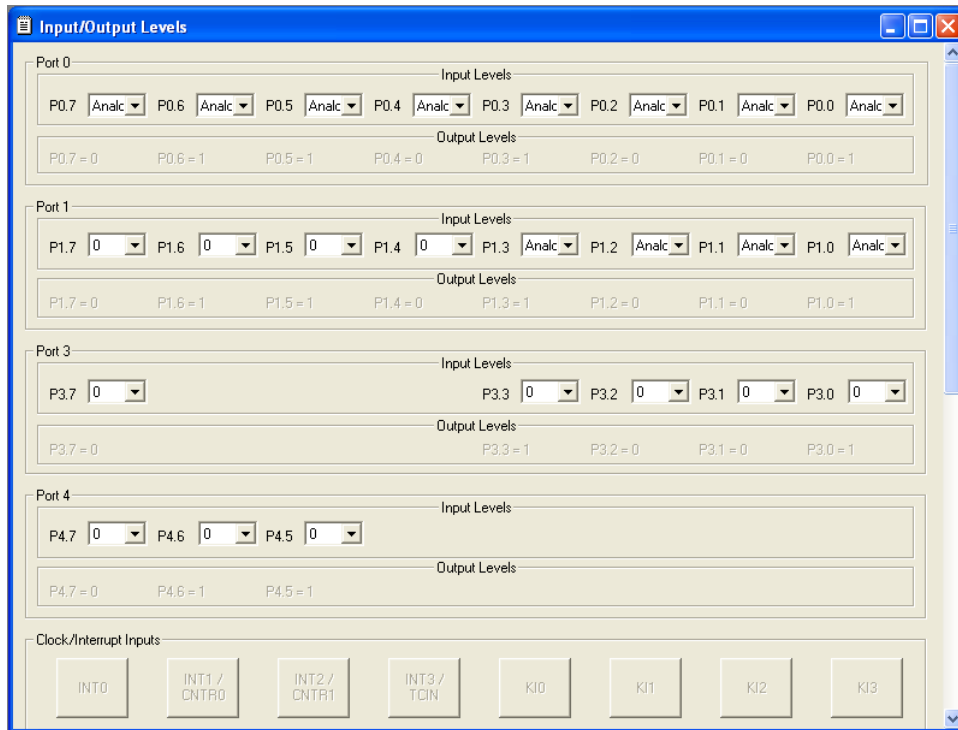 Input/Output Levels
Port 0
Input Levels
P0.7 Analc P0.6 Analc P0.5 Analc P0.4 Analc P0.3 Analc P0.2 Analc P0.1 Analc P0.0 Analc
Output Levels
P0.7 = 0 P0.6 = 1 P0.5 = 1 P0.4 = 0 P0.3 = 1 P0.2 = 0 P0.1 = 0 P0.0 = 1
Port 1
Input Levels
P1.7 0 P1.6 0 P1.5 0 P1.4 0 P1.3 Analc P1.2 Analc P1.1 Analc P1.0 Analc
Output Levels
P1.7 = 0 P1.6 = 1 P1.5 = 1 P1.4 = 0 P1.3 = 1 P1.2 = 0 P1.1 = 0 P1.0 = 1
Port 3
Input Levels
P3.7 0 P3.3 0 P3.2 0 P3.1 0 P3.0 0
Output Levels
P3.7 = 0 P3.3 = 1 P3.2 = 0 P3.1 = 0 P3.0 = 1
Port 4
Input Levels
P4.7 0 P4.6 0 P4.5 0
Output Levels
P4.7 = 0 P4.6 = 1 P4.5 = 1
Clock/Interrupt Inputs
INT0
INT1 /
CNTR0
INT2 /
CNTR1
INT3 /
TCIN
KI0
KI1
KI2
KI3